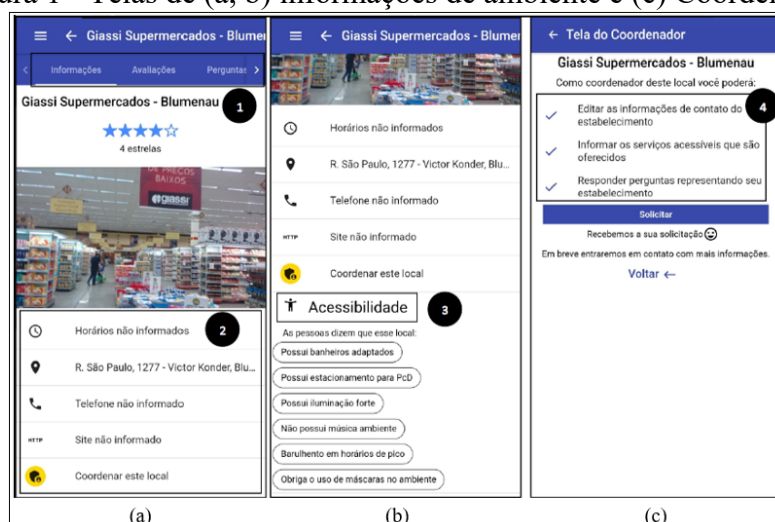 ura 1 - Telas de (a, b) informações de ambiente e (c) Coorde
← Giassi Supermercados - Blumer
Informações Avaliações Perguntas
1
Giassi Supermercados - Blumenau
4 estrelas
DE PREÇOS
BAIXOS
giassi
Horários não informados
2
R. São Paulo, 1277 - Victor Konder, Blu...
Telefone não informado
HTTP Site não informado
Coordenar este local
(a)
← Giassi Supermercados - Blumer
Horários não informados
R. São Paulo, 1277 - Victor Konder, Blu...
Telefone não informado
HTTP Site não informado
Coordenar este local
Acessibilidade
3
As pessoas dizem que esse local:
Possui banheiros adaptados
Possui estacionamento para PcD
Possui iluminação forte
Não possui música ambiente
Barulhento em horários de pico
Obriga o uso de máscaras no ambiente
(b)
← Tela do Coordenador
Giassi Supermercados - Blumenau
Como coordenador deste local você poderá:
4
Editar as informações de contato do
estabelecimento
Informar os serviços acessíveis que são
oferecidos
Responder perguntas representando seu
estabelecimento
Solicitar
Recebemos a sua solicitação
Em breve entraremos em contato com mais informações.
Voltar ←
(c)